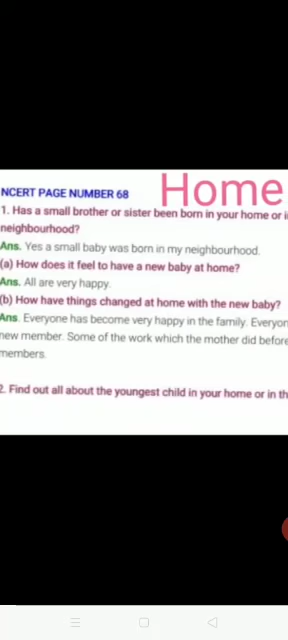 Home
NCERT PAGE NUMBER 68
1. Has a small brother or sister been born in your home or
neighbourhood?
Ans. Yes a small baby was born in my neighbourhood.
(a) How does it feel to have a new baby at home?
Ans. All are very happy.
(b) How have things changed at home with the new baby?
Ans. Everyone has become very happy in the family.
new member. Some of the work which the mother did before
members.
2. Find out all about the youngest child in your home or in